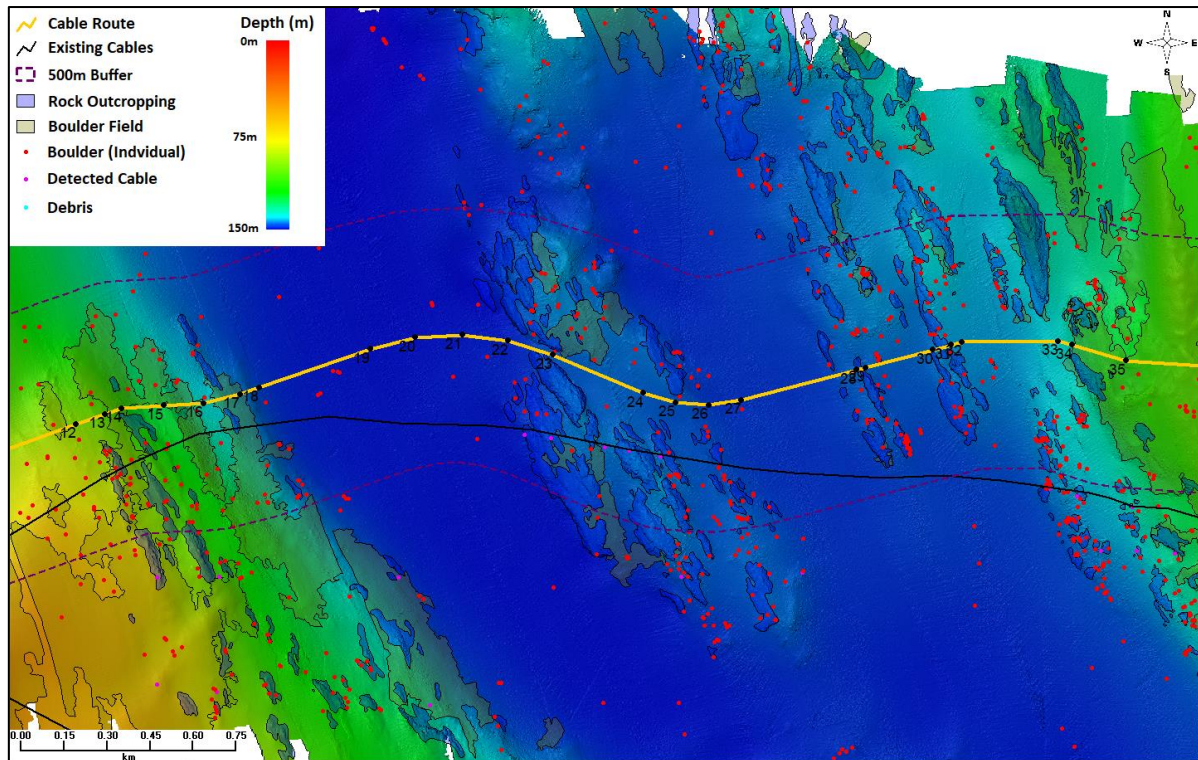 Cable Route
Depth (m)
Existing Cables
0m
500m Buffer
Rock Outcropping
Boulder Field
75m
Boulder (Indvidual)
Detected Cable
Debris
150m
N
W E
S
12
13
14
15
16
17
18
19
20
21
22
23
24
25
26
27
28
29
30
31
32
33
34
35
0.00 0.15 0.30 0.45 0.60 0.75
km